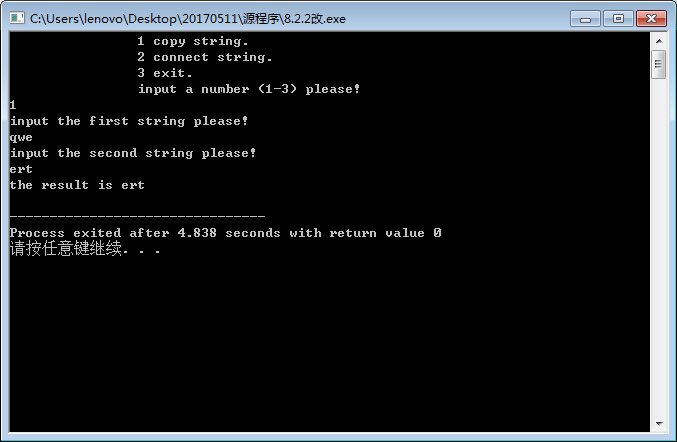 C:\Users\lenovo\Desktop\20170511\源程序\8.2.2改.exe
1 copy string.
2 connect string.
3 exit.
input a number (1-3) please!
1
input the first string please!
qwe
input the second string please!
ert
the result is ert
--------------------------------
Process exited after 4.838 seconds with return value 0
请按任意键继续. . .